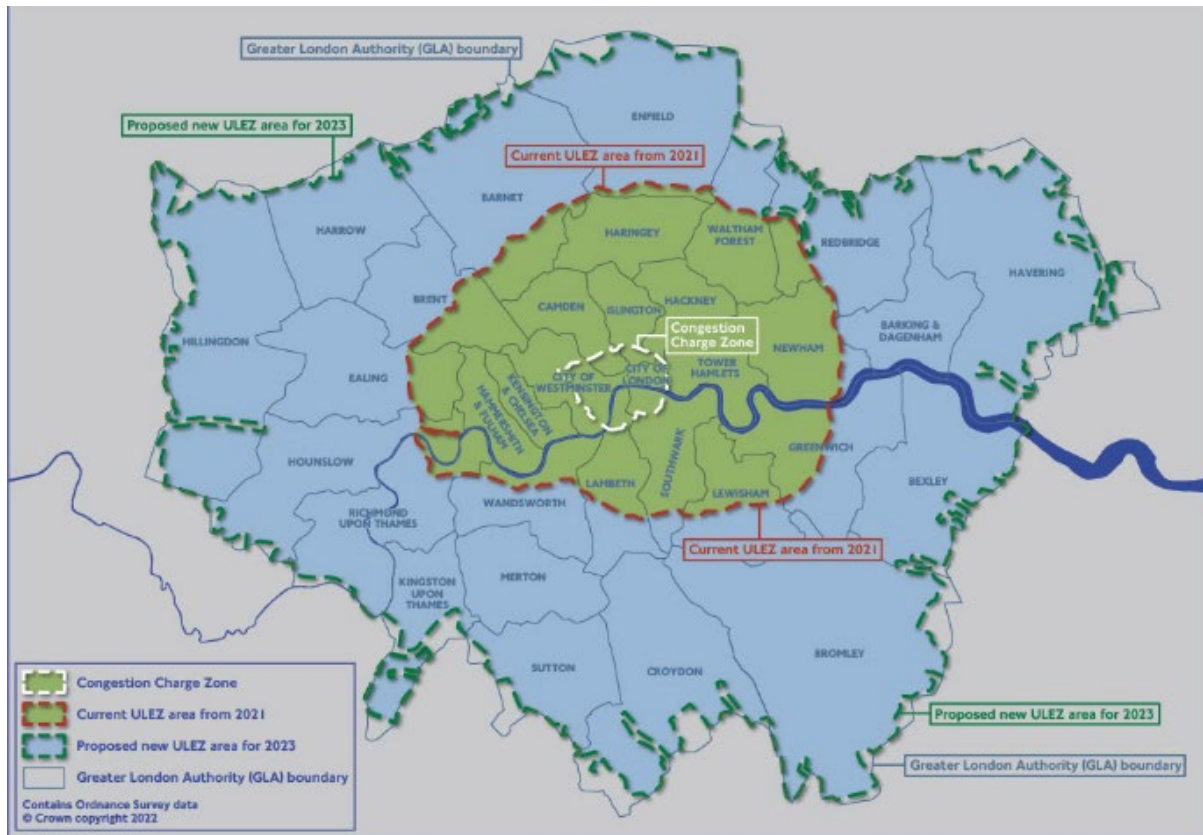 Greater London Authority (GLA) boundary
Proposed new ULEZ area for 2023
ENFIELD
Current ULEZ area from 2021
BARNET
HARROW
HARINGEY
WALTHAM
FOREST
REDBRIDGE
HAVERING
BRENT
CAMDEN
ISLINGTON
HACKNEY
Congestion
Charge Zone
BARKING &
DAGENHAM
HILLINGDON
EALING
NEWHAM
TOWER
HAMLETS
CITY OF
WESTMINSTER
CITY OF
LONDON
KENSINGTON
& CHELSEA
HAMMERSMITH
& FULHAM
HOUNSLOW
GREENWICH
SOUTHWARK
BEXLEY
LAMBETH
LEWISHAM
WANDSWORTH
RICHMOND
UPON THAMES
Current ULEZ area from 2021
MERTON
KINGSTON
UPON
THAMES
BROMLEY
SUTTON
CROYDON
Proposed new ULEZ area for 2023
Greater London Authority (GLA) boundary
Congestion Charge Zone
Current ULEZ area from 2021
Proposed new ULEZ area for 2023
Greater London Authority (GLA) boundary
Contains Ordnance Survey data
© Crown copyright 2022